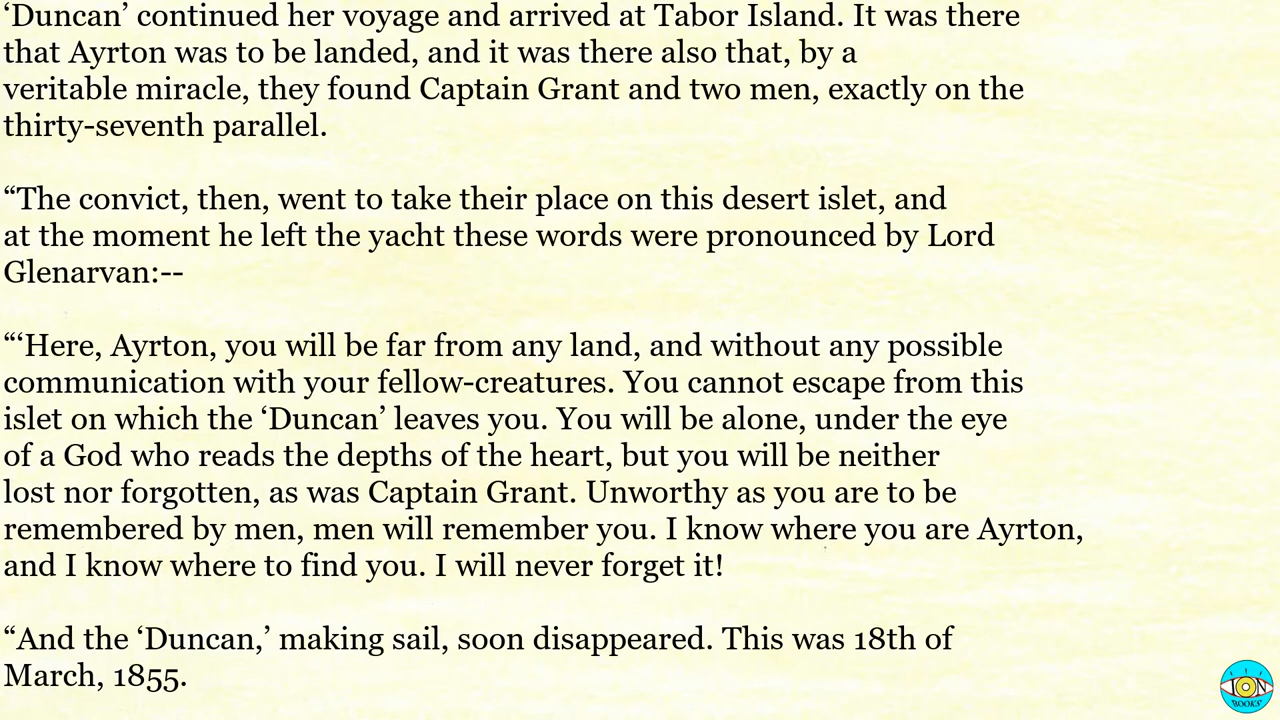 ‘Duncan’ continued her voyage and arrived at Tabor Island. It was there
that Ayrton was to be landed, and it was there also that, by a
veritable miracle, they found Captain Grant and two men, exactly on the
thirty-seventh parallel.
“The convict, then, went to take their place on this desert islet, and
at the moment he left the yacht these words were pronounced by Lord
Glenarvan:--
“‘Here, Ayrton, you will be far from any land, and without any possible
communication with your fellow-creatures. You cannot escape from this
islet on which the ‘Duncan’ leaves you. You will be alone, under the eye
of a God who reads the depths of the heart, but you will be neither
lost nor forgotten, as was Captain Grant. Unworthy as you are to be
remembered by men, men will remember you. I know where you are Ayrton,
and I know where to find you. I will never forget it!
“And the ‘Duncan,’ making sail, soon disappeared. This was 18th of
March, 1855.
ION
BOOKS